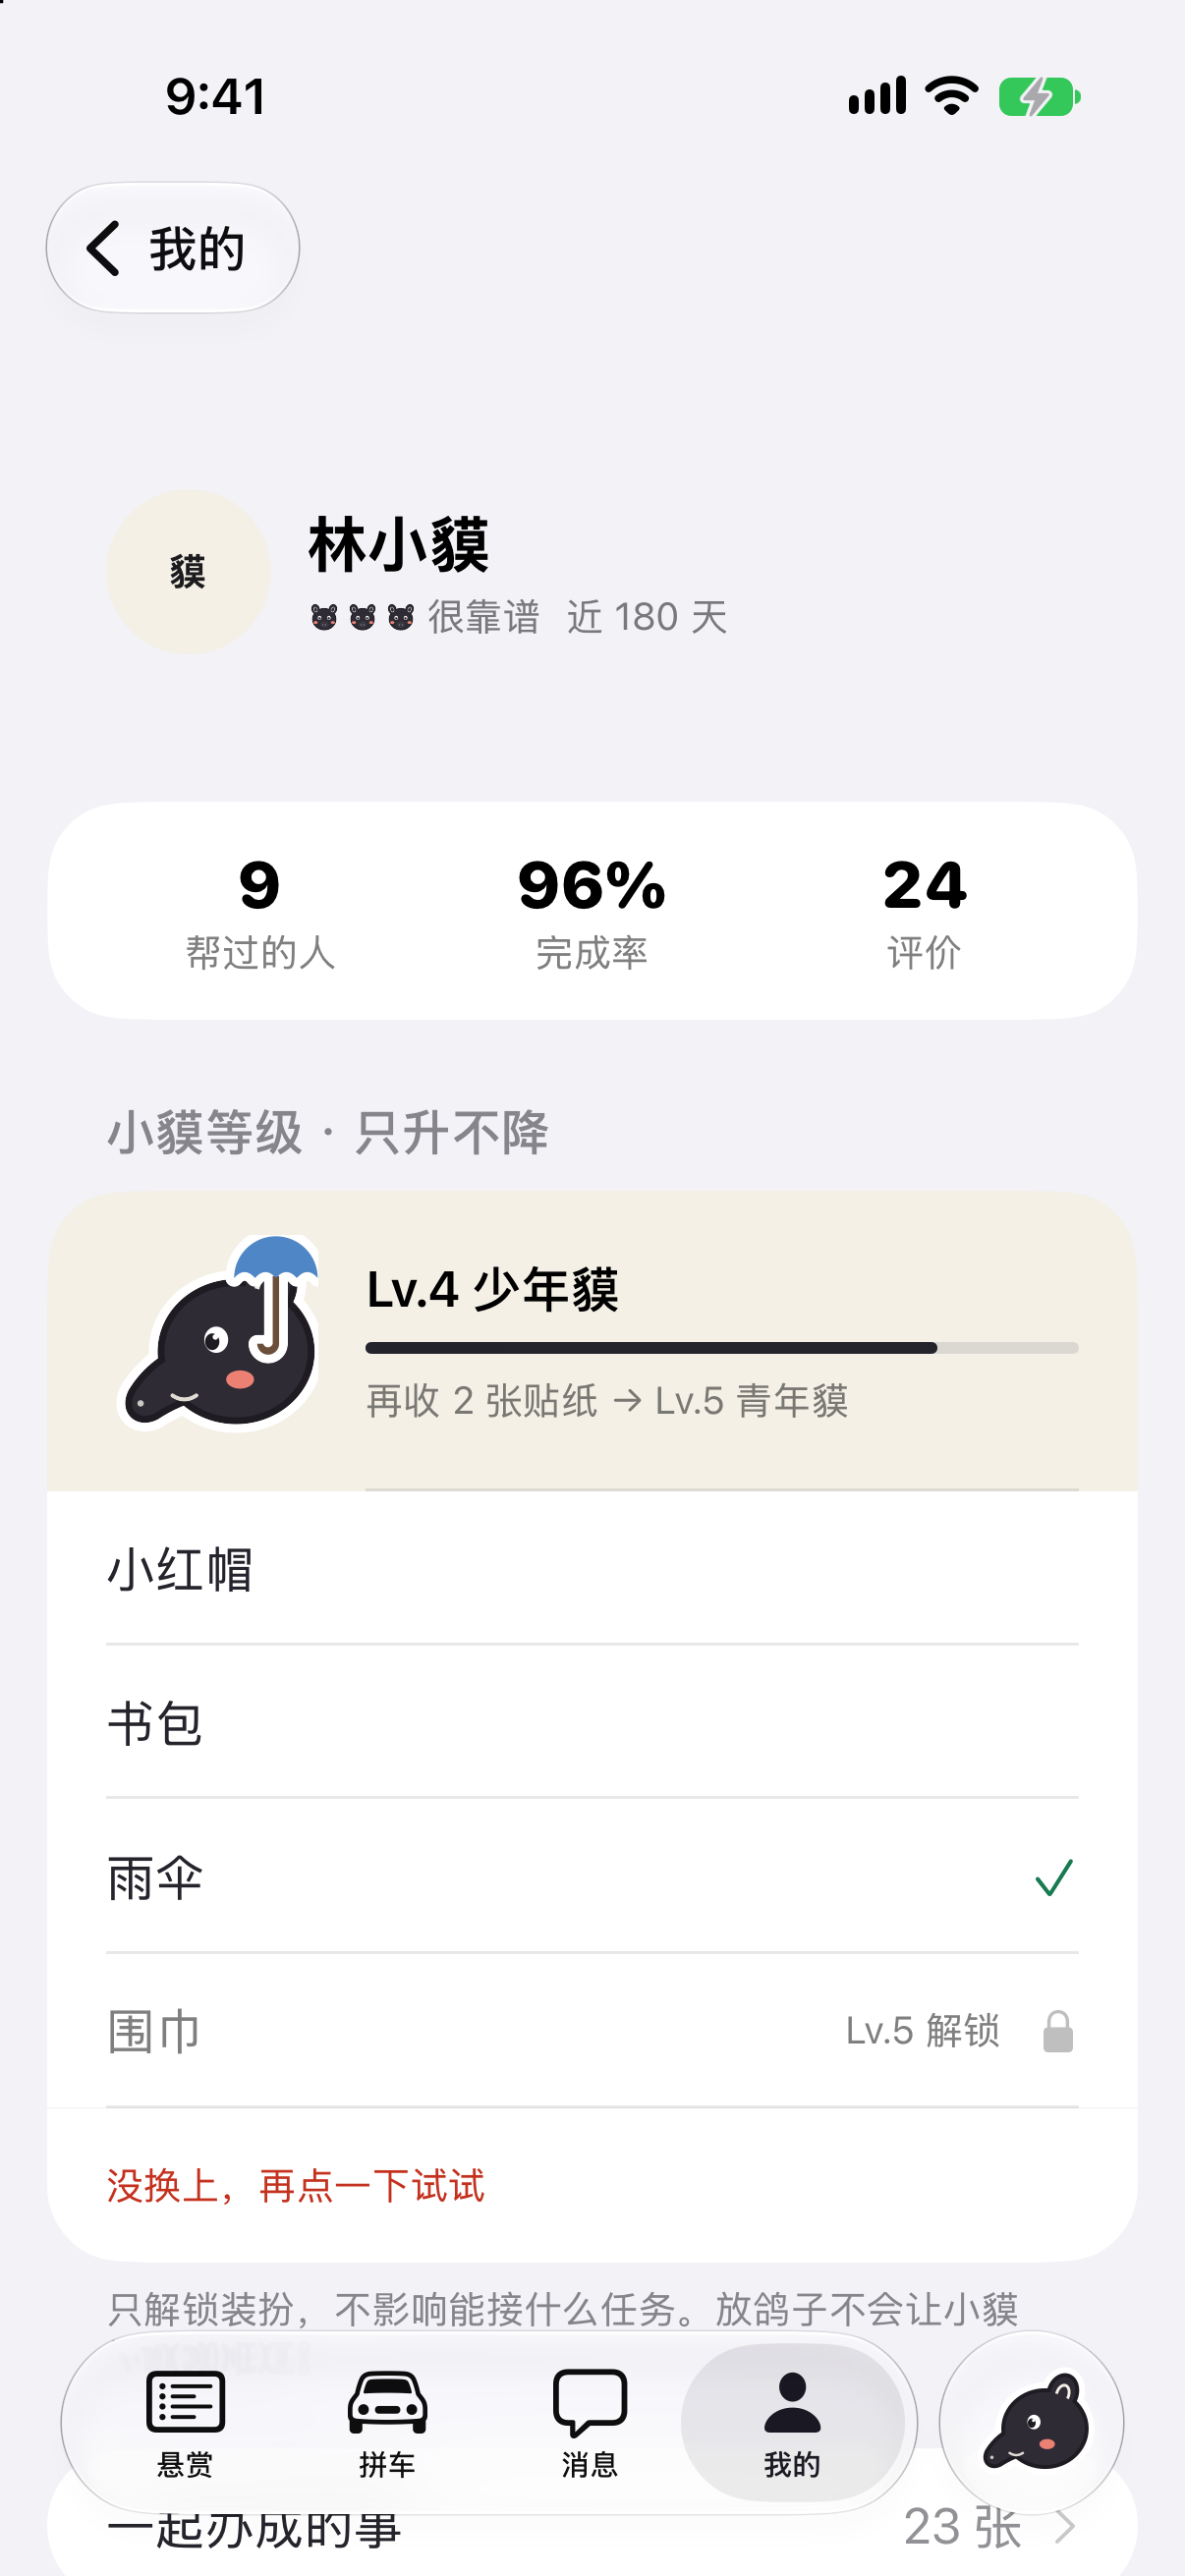 9:41
我的
貘
林小貘
很靠谱 近 180 天
9
96%
24
帮过的人
完成率
评价
小貘等级 · 只升不降
Lv.4 少年貘
再收 2 张贴纸 → Lv.5 青年貘
小红帽
书包
雨伞
围巾
Lv.5 解锁
没换上，再点一下试试
只解锁装扮，不影响能接什么任务。放鸽子不会让小貘
悬赏
拼车
消息
我的
一起办成的事
23 张